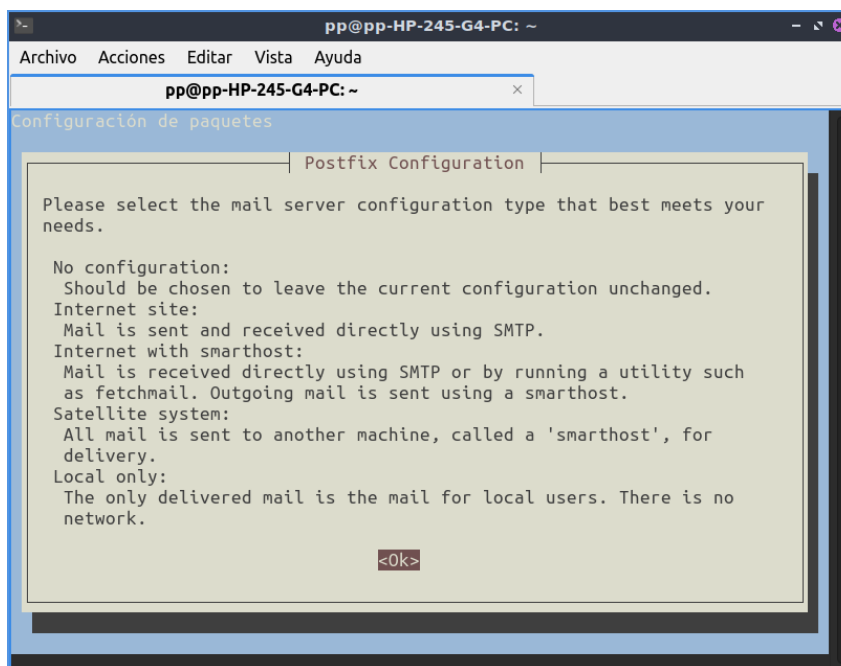 pp@pp-HP-245-G4-PC: ~
Archivo Acciones Editar Vista Ayuda
pp@pp-HP-245-G4-PC: ~
Configuración de paquetes
Postfix Configuration
Please select the mail server configuration type that best meets your
needs.
No configuration:
Should be chosen to leave the current configuration unchanged.
Internet site:
Mail is sent and received directly using SMTP.
Internet with smarthost:
Mail is received directly using SMTP or by running a utility such
as fetchmail. Outgoing mail is sent using a smarthost.
Satellite system:
All mail is sent to another machine, called a 'smarthost', for
delivery.
Local only:
The only delivered mail is the mail for local users. There is no
network.
<Ok>